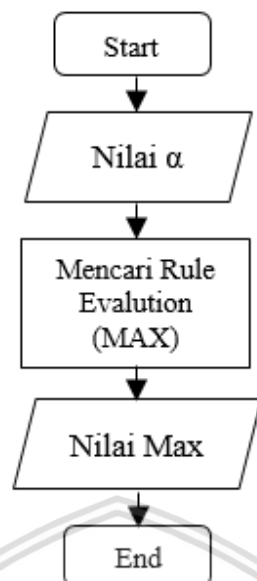 Start
Nilai α
Mencari Rule
Evalution
(MAX)
Nilai Max
End